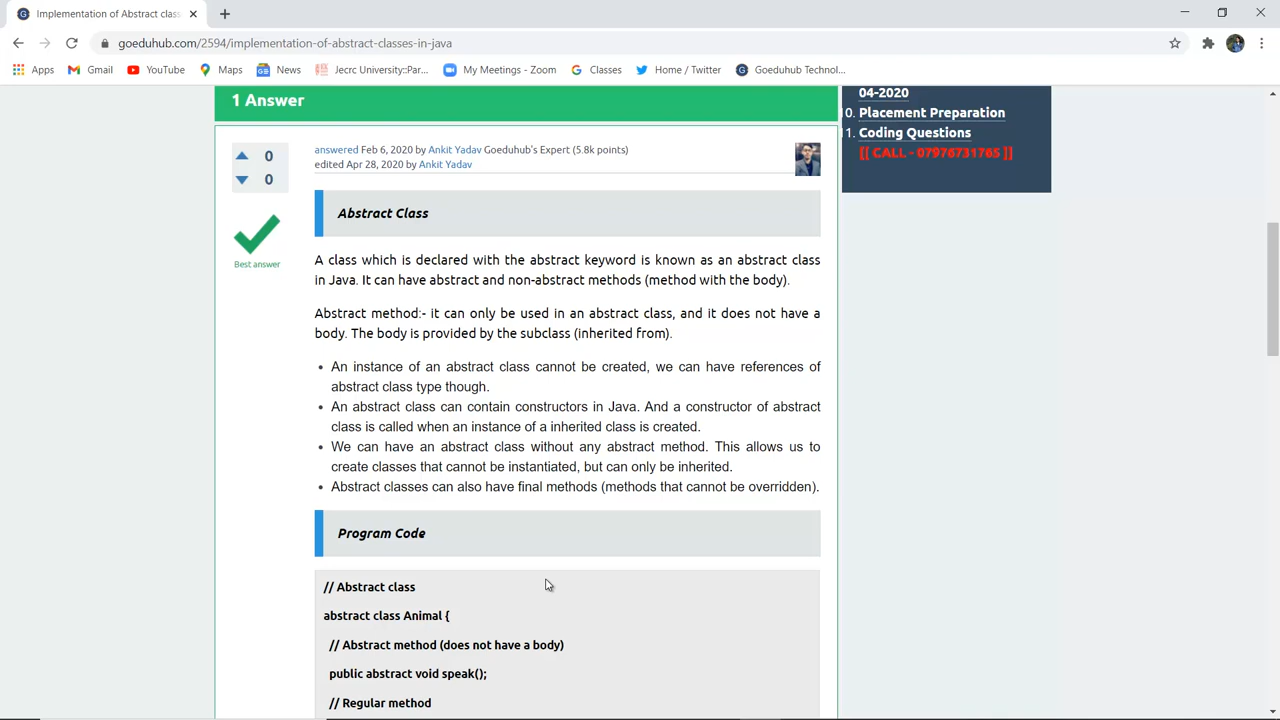 Implementation of Abstract class
goeduhub.com/2594/implementation-of-abstract-classes-in-java
Apps
Gmail
YouTube
Maps
News
Jecrc University::Par...
My Meetings - Zoom
Classes
Home / Twitter
Goeduhub Technol...
1 Answer
04-2020
10. Placement Preparation
11. Coding Questions
[[ CALL - 07976731765 ]]
0
0
Best answer
answered Feb 6, 2020 by Ankit Yadav Goeduhub's Expert (5.8k points)
edited Apr 28, 2020 by Ankit Yadav
Abstract Class
A class which is declared with the abstract keyword is known as an abstract class
in Java. It can have abstract and non-abstract methods (method with the body).
Abstract method:- it can only be used in an abstract class, and it does not have a
body. The body is provided by the subclass (inherited from).
• An instance of an abstract class cannot be created, we can have references of
abstract class type though.
• An abstract class can contain constructors in Java. And a constructor of abstract
class is called when an instance of a inherited class is created.
• We can have an abstract class without any abstract method. This allows us to
create classes that cannot be instantiated, but can only be inherited.
• Abstract classes can also have final methods (methods that cannot be overridden).
Program Code
// Abstract class
abstract class Animal {
// Abstract method (does not have a body)
public abstract void speak();
// Regular method